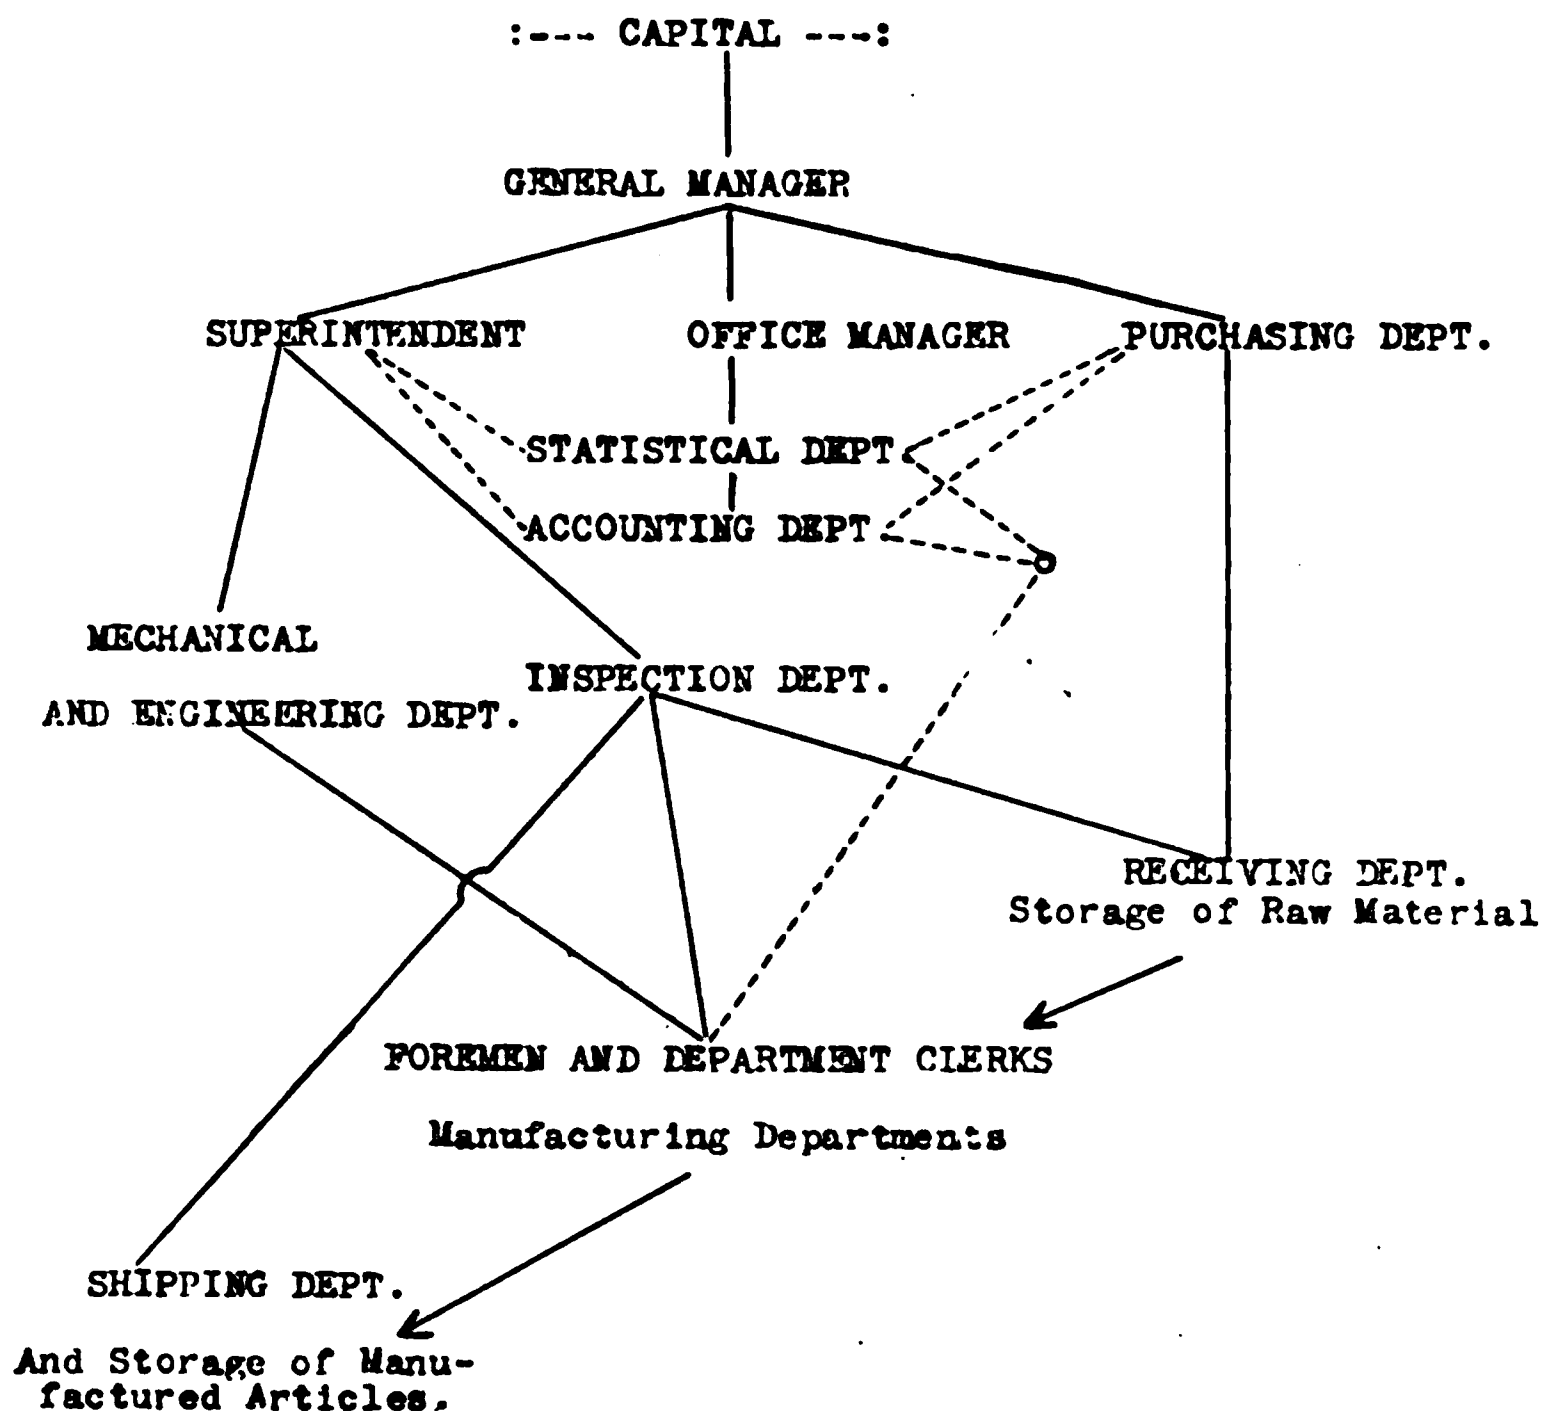 :--- CAPITAL ---:
GENERAL MANAGER
SUPERINTENDENT OFFICE MANAGER PURCHASING DEPT.
STATISTICAL DEPT.
ACCOUNTING DEPT.
MECHANICAL
AND ENGINEERING DEPT.
INSPECTION DEPT.
RECEIVING DEPT.
Storage of Raw Material
FOREMEN AND DEPARTMENT CLERKS
Manufacturing Departments
SHIPPING DEPT.
And Storage of Manu-
factured Articles.